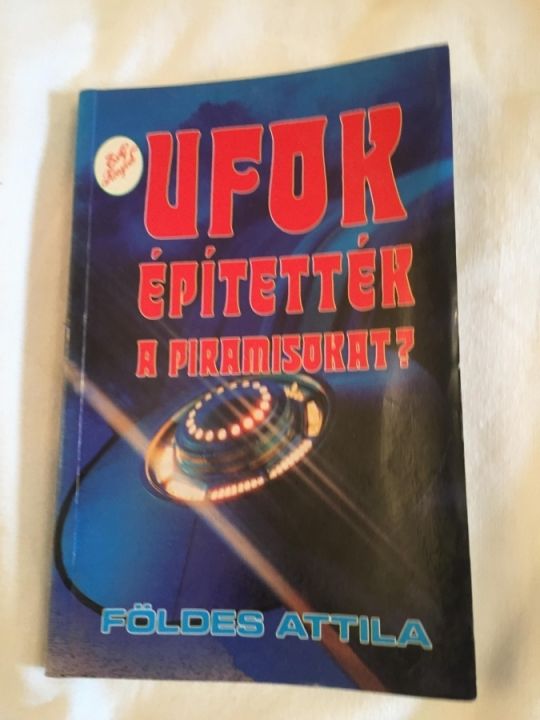 UFOK
ÉPÍTETTÉK
A PIRAMISOKAT?
FÖLDES ATTILA